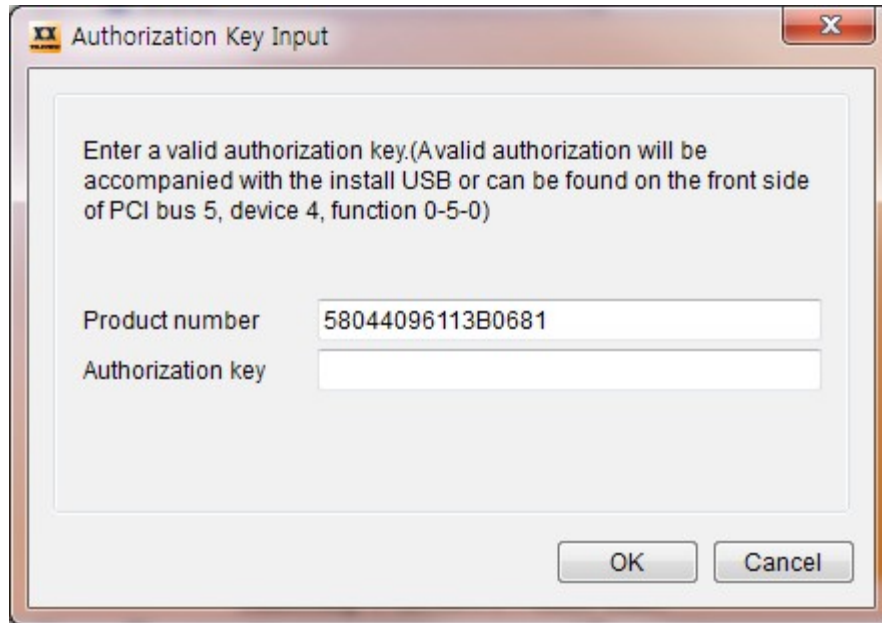 XX
Authorization Key Input
Enter a valid authorization key.(Avalid authorization will be
accompanied with the install USB or can be found on the front side
of PCI bus 5, device 4, function 0-5-0)
Product number 58044096113B0681
Authorization key
OK Cancel